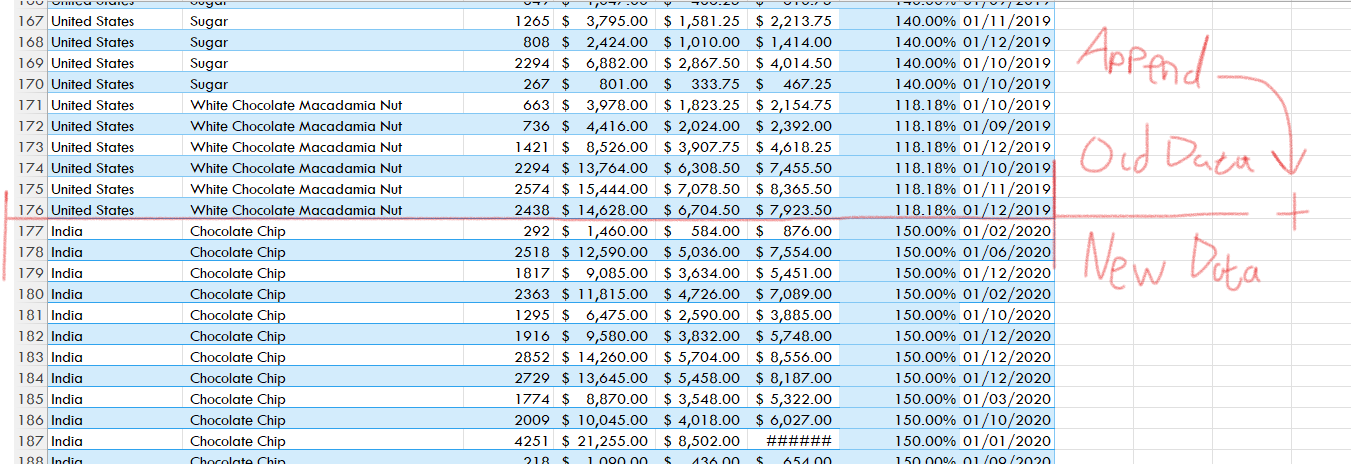 167 United States Sugar 1265 $ 3,795.00 $ 1,581.25 $ 2,213.75 140.00% 01/11/2019
168 United States Sugar 808 $ 2,424.00 $ 1,010.00 $ 1,414.00 140.00% 01/12/2019
169 United States Sugar 2294 $ 6,882.00 $ 2,867.50 $ 4,014.50 140.00% 01/10/2019
170 United States Sugar 267 $ 801.00 $ 333.75 $ 467.25 140.00% 01/10/2019
Append
171 United States White Chocolate Macadamia Nut 663 $ 3,978.00 $ 1,823.25 $ 2,154.75 118.18% 01/10/2019
172 United States White Chocolate Macadamia Nut 736 $ 4,416.00 $ 2,024.00 $ 2,392.00 118.18% 01/09/2019
173 United States White Chocolate Macadamia Nut 1421 $ 8,526.00 $ 3,907.75 $ 4,618.25 118.18% 01/12/2019
174 United States White Chocolate Macadamia Nut 2294 $ 13,764.00 $ 6,308.50 $ 7,455.50 118.18% 01/10/2019
Old Data
175 United States White Chocolate Macadamia Nut 2574 $ 15,444.00 $ 7,078.50 $ 8,365.50 118.18% 01/11/2019
176 United States White Chocolate Macadamia Nut 2438 $ 14,628.00 $ 6,704.50 $ 7,923.50 118.18% 01/12/2019
+
177 India Chocolate Chip 292 $ 1,460.00 $ 584.00 $ 876.00 150.00% 01/02/2020
178 India Chocolate Chip 2518 $ 12,590.00 $ 5,036.00 $ 7,554.00 150.00% 01/06/2020
New Data
179 India Chocolate Chip 1817 $ 9,085.00 $ 3,634.00 $ 5,451.00 150.00% 01/12/2020
180 India Chocolate Chip 2363 $ 11,815.00 $ 4,726.00 $ 7,089.00 150.00% 01/02/2020
181 India Chocolate Chip 1295 $ 6,475.00 $ 2,590.00 $ 3,885.00 150.00% 01/10/2020
182 India Chocolate Chip 1916 $ 9,580.00 $ 3,832.00 $ 5,748.00 150.00% 01/12/2020
183 India Chocolate Chip 2852 $ 14,260.00 $ 5,704.00 $ 8,556.00 150.00% 01/12/2020
184 India Chocolate Chip 2729 $ 13,645.00 $ 5,458.00 $ 8,187.00 150.00% 01/12/2020
185 India Chocolate Chip 1774 $ 8,870.00 $ 3,548.00 $ 5,322.00 150.00% 01/03/2020
186 India Chocolate Chip 2009 $ 10,045.00 $ 4,018.00 $ 6,027.00 150.00% 01/10/2020
187 India Chocolate Chip 4251 $ 21,255.00 $ 8,502.00 ###### 150.00% 01/01/2020
188 India Chocolate Chip 218 $ 1,090.00 $ 436.00 $ 654.00 150.00% 01/09/2020